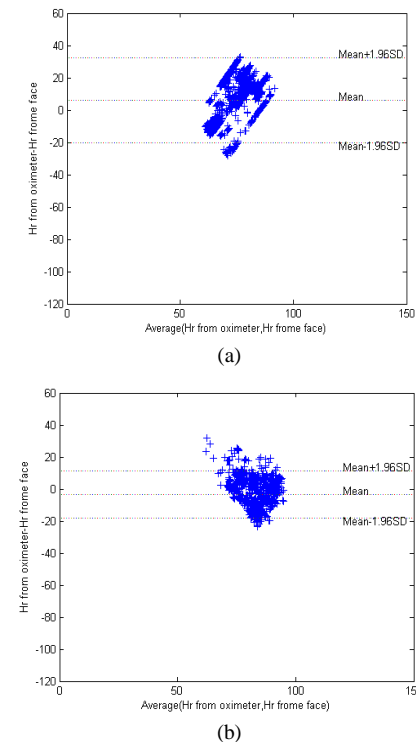 60
40
20
0
-20
-40
-60
-80
-100
-120
Mean+1.96SD
Mean
Mean-1.96SD
Hr from oximeter-Hr frome face
0 50 100 150
Average(Hr from oximeter,Hr frome face)
(a)
60
40
20
0
-20
-40
-60
-80
-100
-120
Mean+1.96SD
Mean
Mean-1.96SD
Hr from oximeter-Hr frome face
0 50 100 150
Average(Hr from oximeter,Hr frome face)
(b)